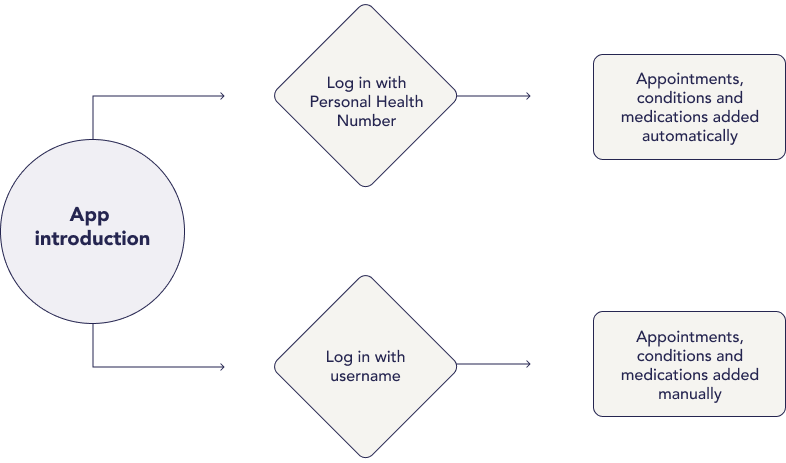 App
introduction
Log in with
Personal Health
Number
Appointments,
conditions and
medications added
automatically
Log in with
username
Appointments,
conditions and
medications added
manually